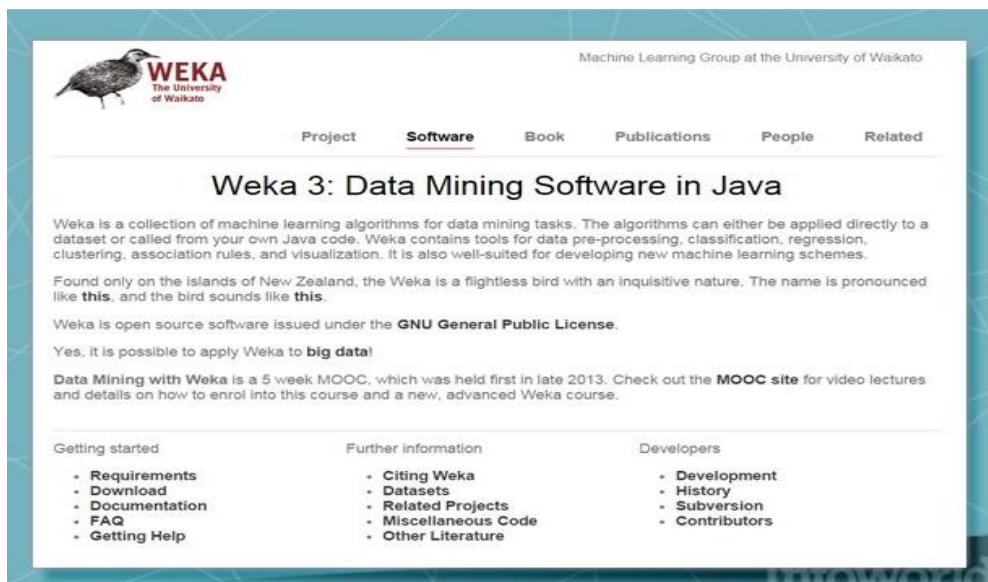 WEKA
The University
of Waikato
Machine Learning Group at the University of Waikato
Project Software Book Publications People Related
Weka 3: Data Mining Software in Java
Weka is a collection of machine learning algorithms for data mining tasks. The algorithms can either be applied directly to a
dataset or called from your own Java code. Weka contains tools for data pre-processing, classification, regression,
clustering, association rules, and visualization. It is also well-suited for developing new machine learning schemes.
Found only on the islands of New Zealand, the Weka is a flightless bird with an inquisitive nature. The name is pronounced
like this, and the bird sounds like this.
Weka is open source software issued under the GNU General Public License.
Yes, it is possible to apply Weka to big data!
Data Mining with Weka is a 5 week MOOC, which was held first in late 2013. Check out the MOOC site for video lectures
and details on how to enrol into this course and a new, advanced Weka course.
Getting started
Requirements
Download
Documentation
FAQ
Getting Help
Further information
Citing Weka
Datasets
Related Projects
Miscellaneous Code
Other Literature
Developers
Development
History
Subversion
Contributors
InfoWorld